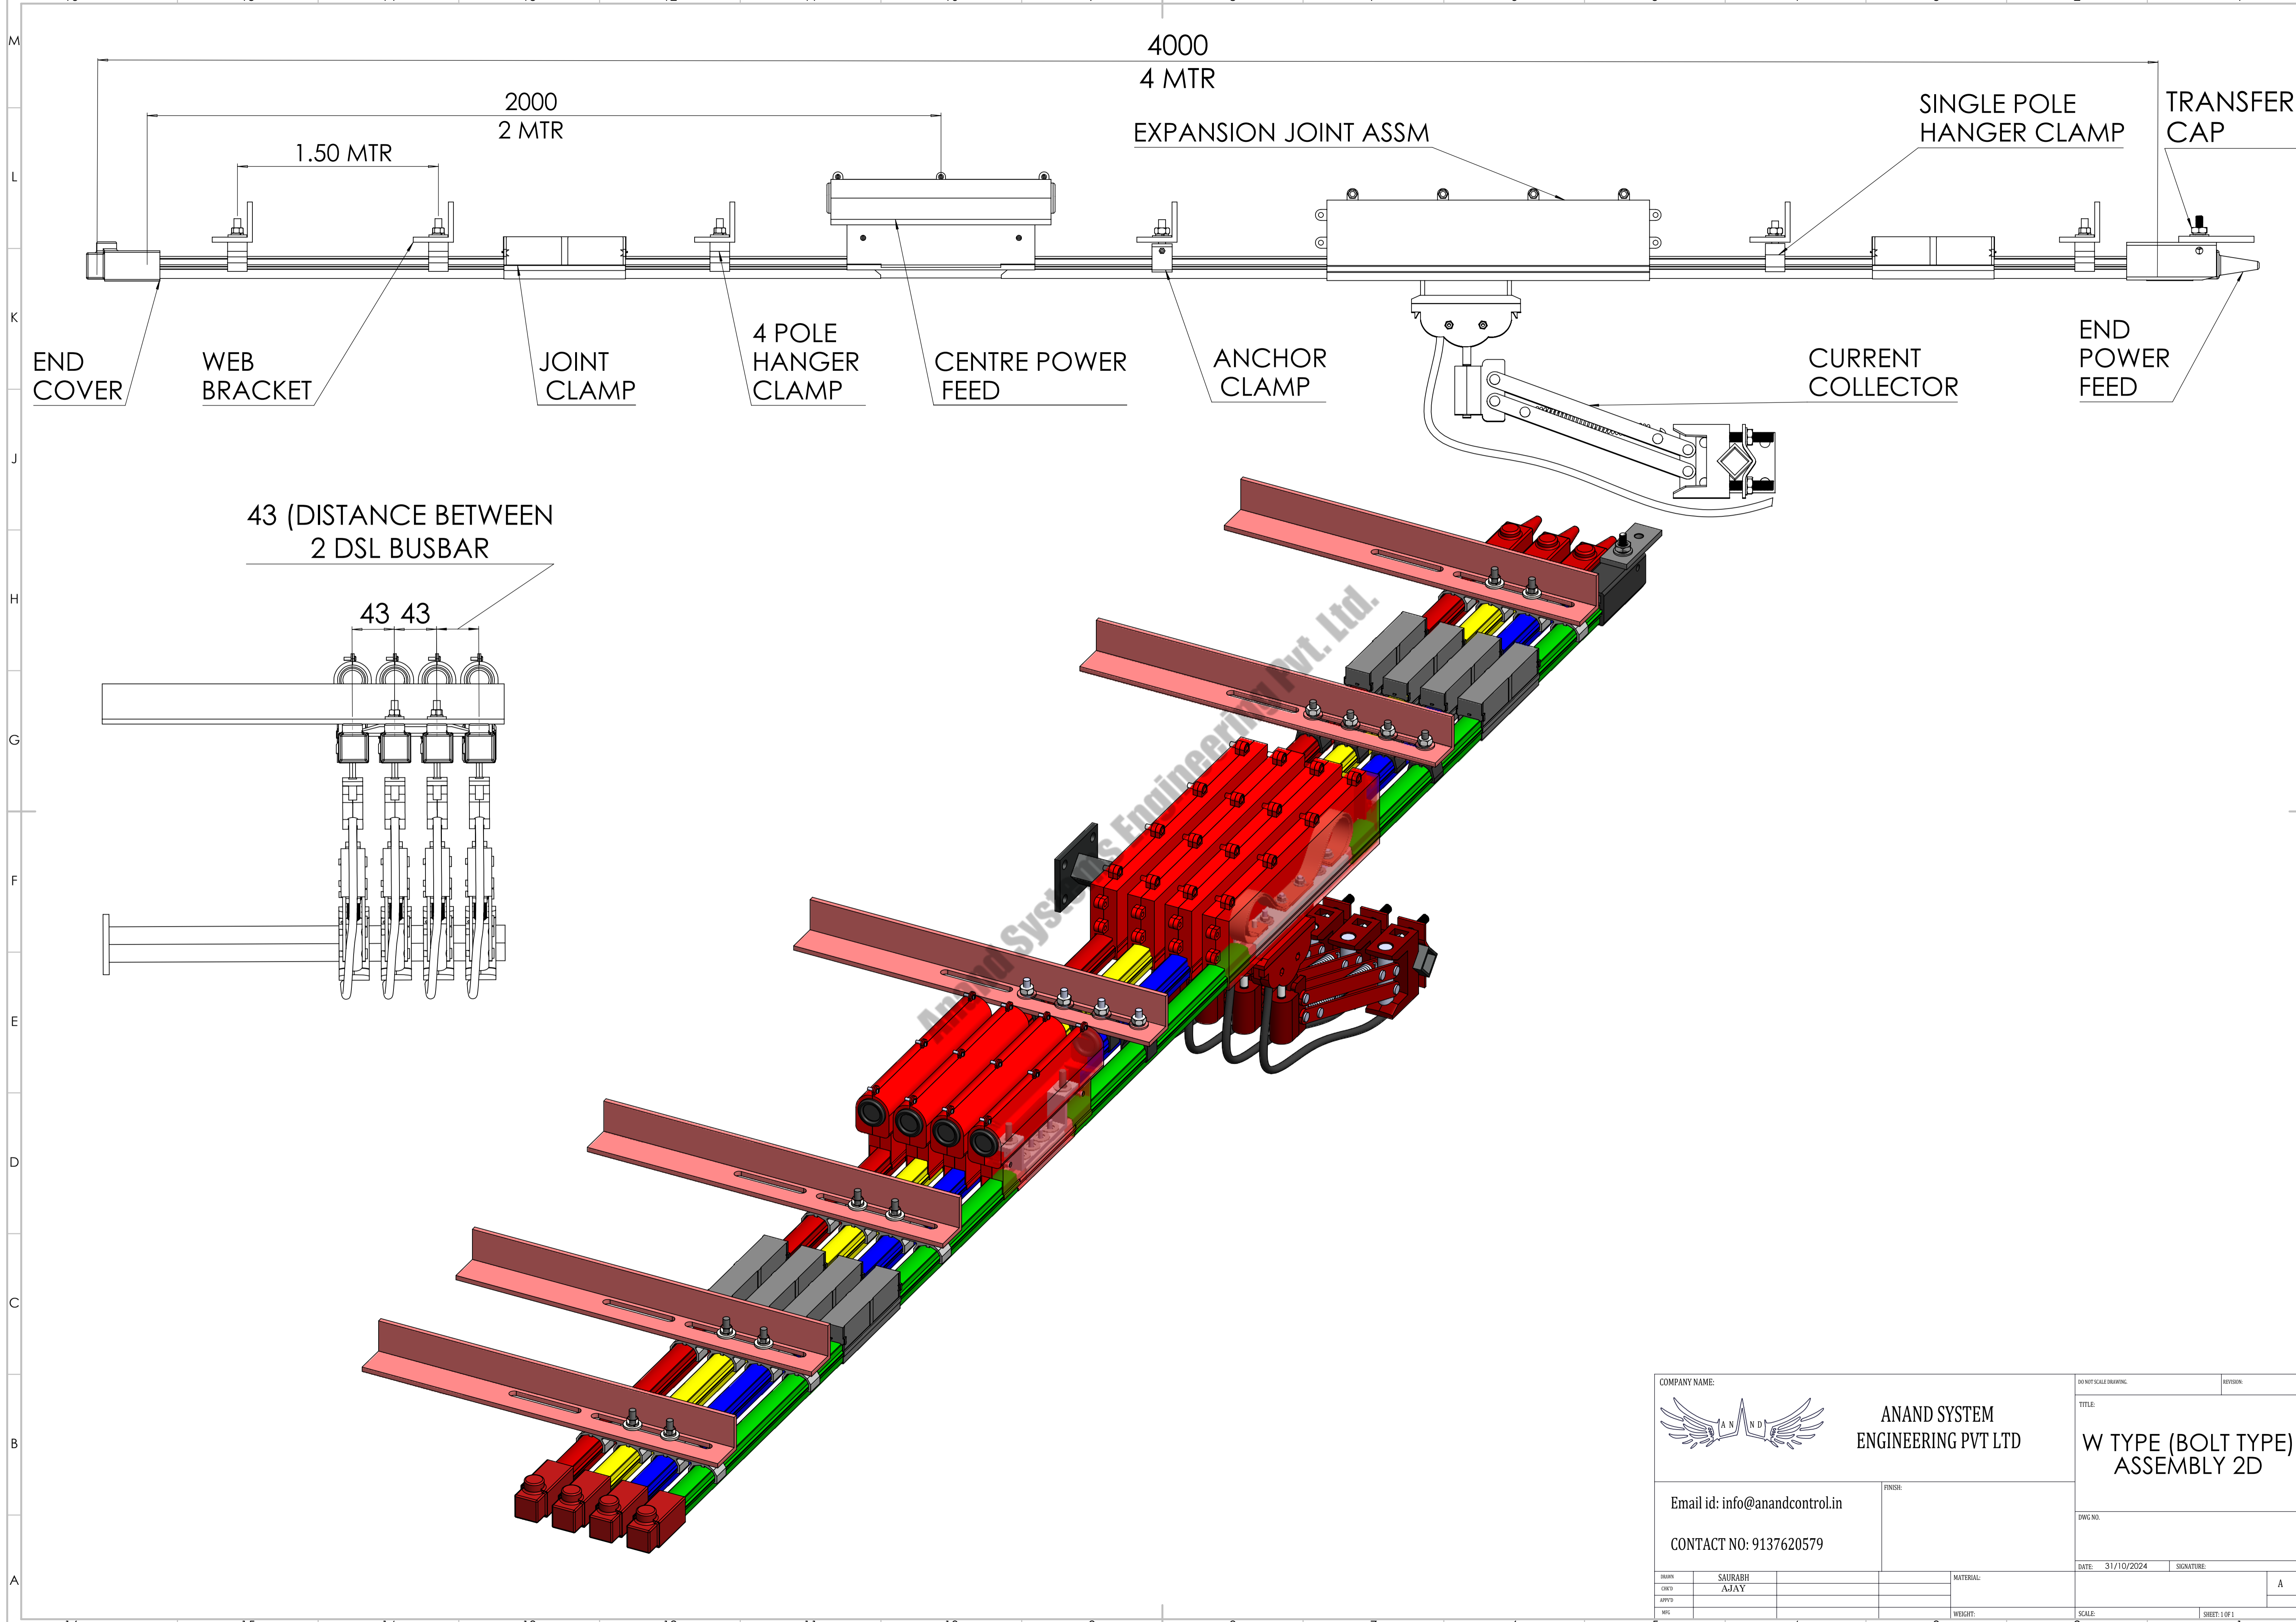 4000
4 MTR
2000
2 MTR
1.50 MTR
EXPANSION JOINT ASSM
SINGLE POLE
HANGER CLAMP
TRANSFER
CAP
END
COVER
WEB
BRACKET
JOINT
CLAMP
4 POLE
HANGER
CLAMP
CENTRE POWER
FEED
ANCHOR
CLAMP
CURRENT
COLLECTOR
END
POWER
FEED
43 (DISTANCE BETWEEN
2 DSL BUSBAR
43 43
Anand Systems Engineering Pvt. Ltd.
M
L
K
J
H
G
F
E
D
C
B
A
COMPANY NAME:
ANAND
ANAND SYSTEM
ENGINEERING PVT LTD
Email id: info@anandcontrol.in
CONTACT NO: 9137620579
FINISH:
DO NOT SCALE DRAWING
REVISION:
TITLE:
W TYPE (BOLT TYPE)
ASSEMBLY 2D
DWG NO.
DATE: 31/10/2024
SIGNATURE:
DRAWN SAURABH
CHK'D AJAY
APPV'D
MFG
MATERIAL:
WEIGHT:
A
SCALE:
SHEET: 1 OF 1